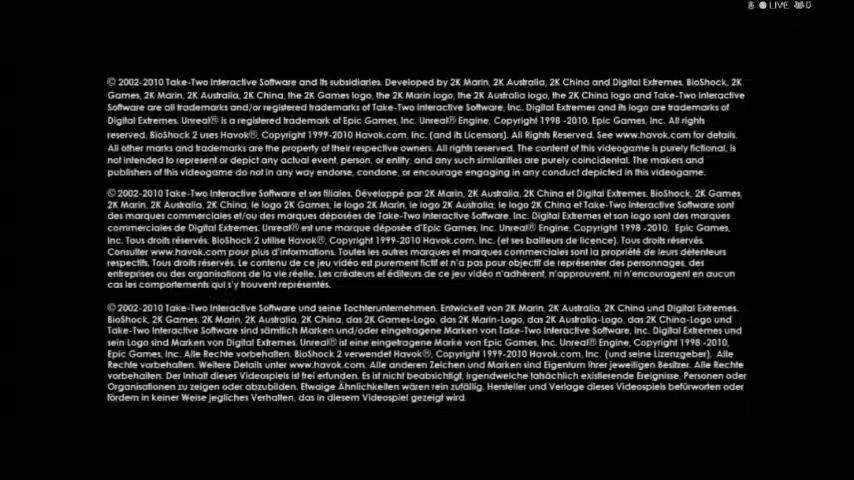 LIVE 0
© 2002-2010 Take-Two Interactive Software and its subsidiaries. Developed by 2K Marin, 2K Australia, 2K China and Digital Extremes. BioShock, 2K
Games, 2K Marin, 2K Australia, 2K China, the 2K Games logo, the 2K Marin logo, the 2K Australia logo, the 2K China logo and Take-Two Interactive
Software are all trademarks and/or registered trademarks of Take-Two Interactive Software, Inc. Digital Extremes and its logo are trademarks of
Digital Extremes. Unreal® is a registered trademark of Epic Games, Inc. Unreal® Engine, Copyright 1998 -2010, Epic Games, Inc. All rights
reserved. BioShock 2 uses Havok®, Copyright 1999-2010 Havok.com, Inc. (and its Licensors). All Rights Reserved. See www.havok.com for details.
All other marks and trademarks are the property of their respective owners. All rights reserved. The content of this videogame is purely fictional, is
not intended to represent or depict any actual event, person, or entity, and any such similarities are purely coincidental. The makers and
publishers of this videogame do not in any way endorse, condone, or encourage engaging in any conduct depicted in this videogame.
© 2002-2010 Take-Two Interactive Software et ses filiales. Développé par 2K Marin, 2K Australia, 2K China et Digital Extremes. BioShock, 2K Games,
2K Marin, 2K Australia, 2K China, le logo 2K Games, le logo 2K Marin, le logo 2K Australia, le logo 2K China et Take-Two Interactive Software sont
des marques commerciales et/ou des marques déposées de Take-Two Interactive Software, Inc. Digital Extremes et son logo sont des marques
commerciales de Digital Extremes. Unreal® est une marque déposée d'Epic Games, Inc. Unreal® Engine, Copyright 1998 -2010, Epic Games,
Inc. Tous droits réservés. BioShock 2 utilise Havok®, Copyright 1999-2010 Havok.com, Inc. (et ses bailleurs de licence). Tous droits réservés.
Consulter www.havok.com pour plus d'informations. Toutes les autres marques et marques commerciales sont la propriété de leurs détenteurs
respectifs. Tous droits réservés. Le contenu de ce jeu vidéo est purement fictif et n'a pas pour objectif de représenter des personnages, des
entreprises ou des organisations de la vie réelle. Les créateurs et éditeurs de ce jeu vidéo n'adhèrent, n'approuvent, ni n'encouragent en aucun
cas les comportements qui s'y trouvent représentés.
© 2002-2010 Take-Two Interactive Software und seine Tochterunternehmen. Entwickelt von 2K Marin, 2K Australia, 2K China und Digital Extremes.
BioShock, 2K Games, 2K Marin, 2K Australia, 2K China, das 2K Games-Logo, das 2K Marin-Logo, das 2K Australia-Logo, das 2K China-Logo und
Take-Two Interactive Software sind sämtlich Marken und/oder eingetragene Marken von Take-Two Interactive Software, Inc. Digital Extremes und
sein Logo sind Marken von Digital Extremes. Unreal® ist eine eingetragene Marke von Epic Games, Inc. Unreal® Engine, Copyright 1998 -2010,
Epic Games, Inc. Alle Rechte vorbehalten. BioShock 2 verwendet Havok®, Copyright 1999-2010 Havok.com, Inc. (und seine Lizenzgeber). Alle
Rechte vorbehalten. Weitere Details unter www.havok.com. Alle anderen Zeichen und Marken sind Eigentum ihrer jeweiligen Besitzer. Alle Rechte
vorbehalten. Der Inhalt dieses Videospiels ist frei erfunden. Es ist nicht beabsichtigt, irgendwelche tatsächlich existierende Ereignisse, Personen oder
Organisationen zu zeigen oder abzubilden. Etwaige Ähnlichkeiten wären rein zufällig. Hersteller und Verlage dieses Videospiels befürworten oder
fördern in keiner Weise jegliches Verhalten, das in diesem Videospiel gezeigt wird.